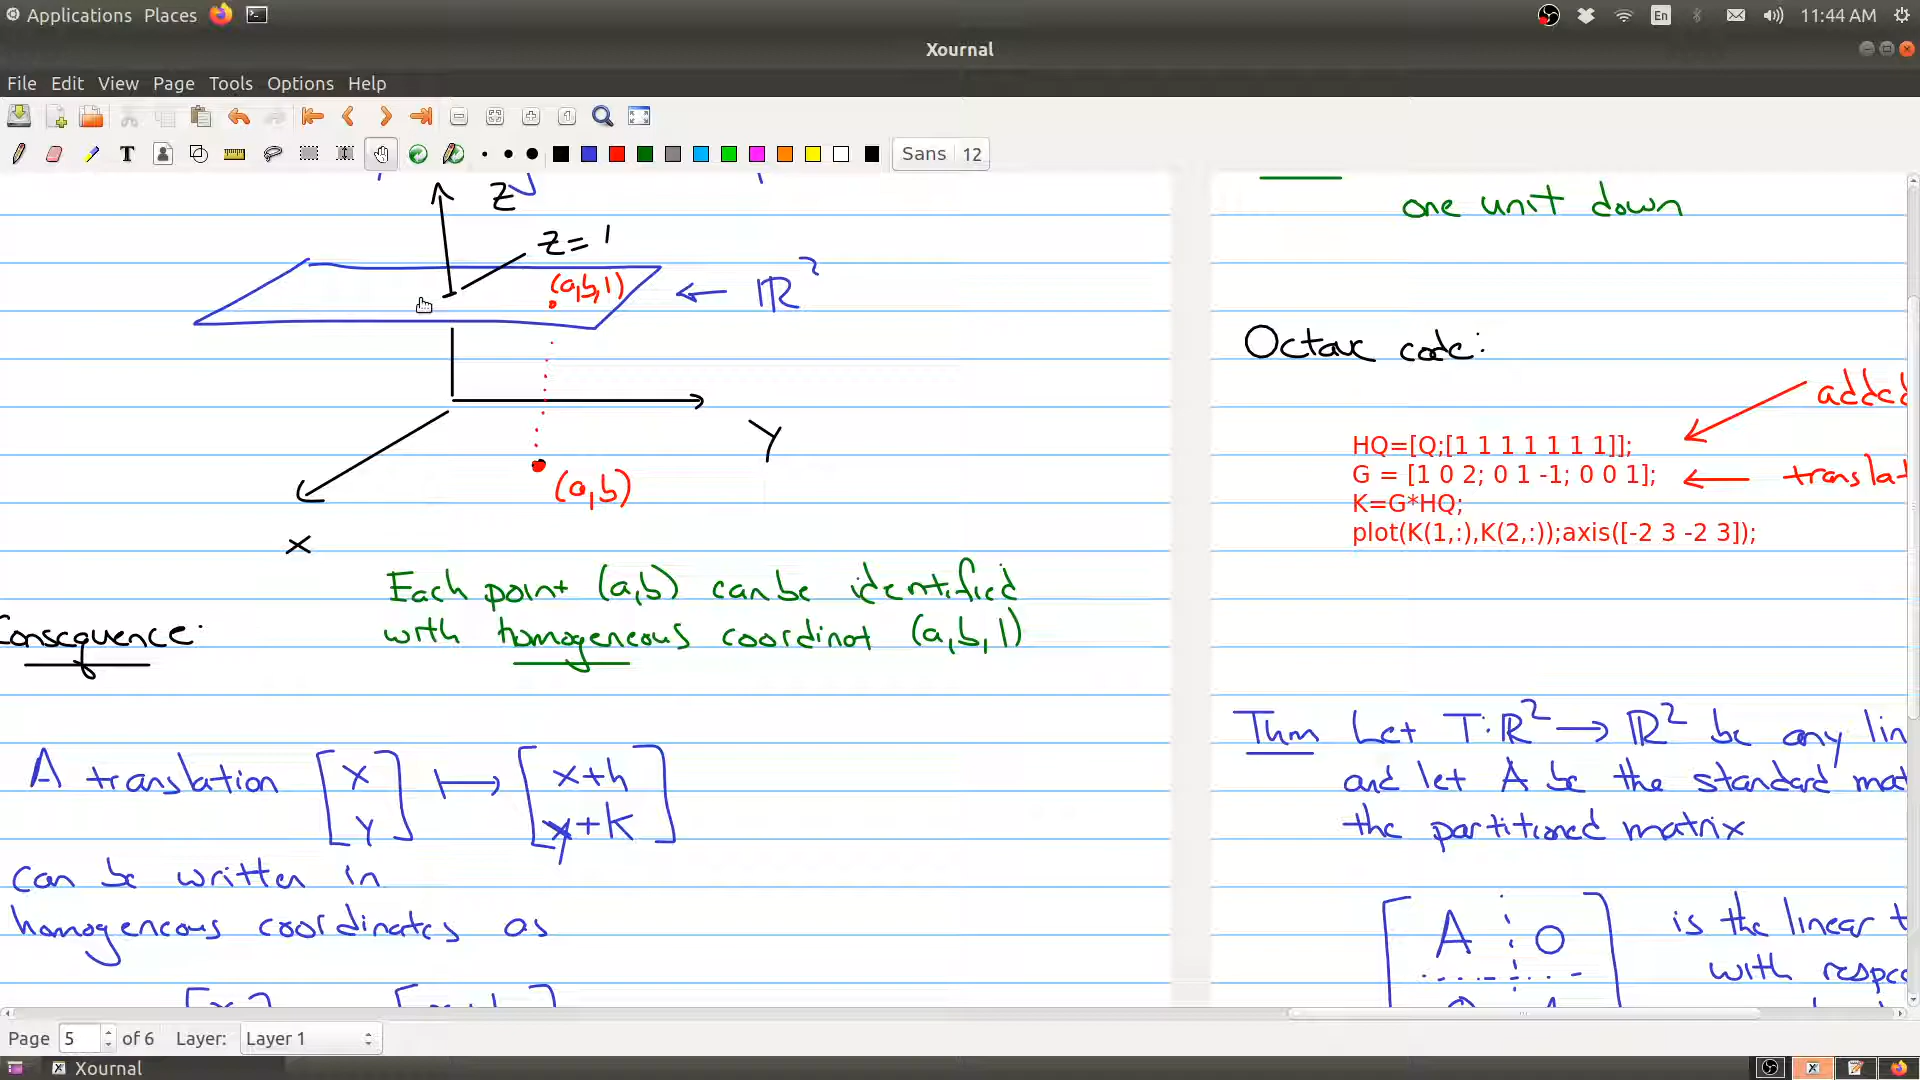 Applications Places
En
11:44 AM
Xournal
File Edit View Page Tools Options Help
Sans 12
Z
Z=1
(a,b,1)
ℝ²
Y
(a,b)
X
Each point (a,b) can be identified
with homogeneous coordinat (a,b,1)
Consequence:
A translation [x y] ↦ [x+h y+k]
can be written in
homogeneous coordinates as
one unit down
Octave code:
added
HQ=[Q;[1 1 1 1 1 1 1 1]];
G = [1 0 2; 0 1 -1; 0 0 1];
K=G*HQ;
plot(K(1,:),K(2,:));axis([-2 3 -2 3]);
Thm Let T:ℝ² → ℝ² be any lin
and let A be the standard mat
the partitioned matrix
A 0
is the linear t
with respec
Page 5 of 6 Layer: Layer 1
Xournal